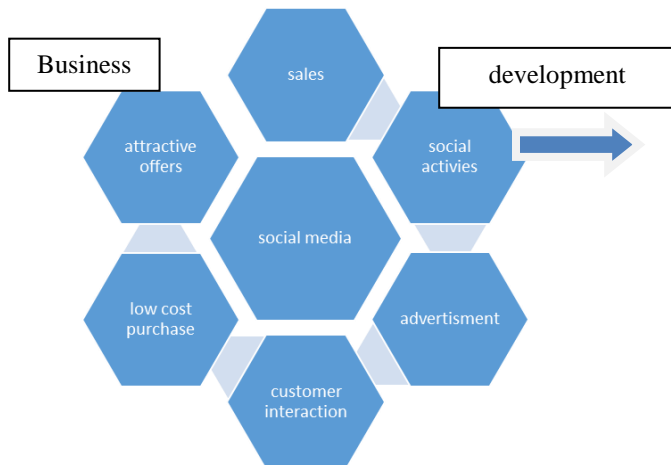 Business
development
sales
attractive
offers
social
activies
social media
low cost
purchase
advertisment
customer
interaction